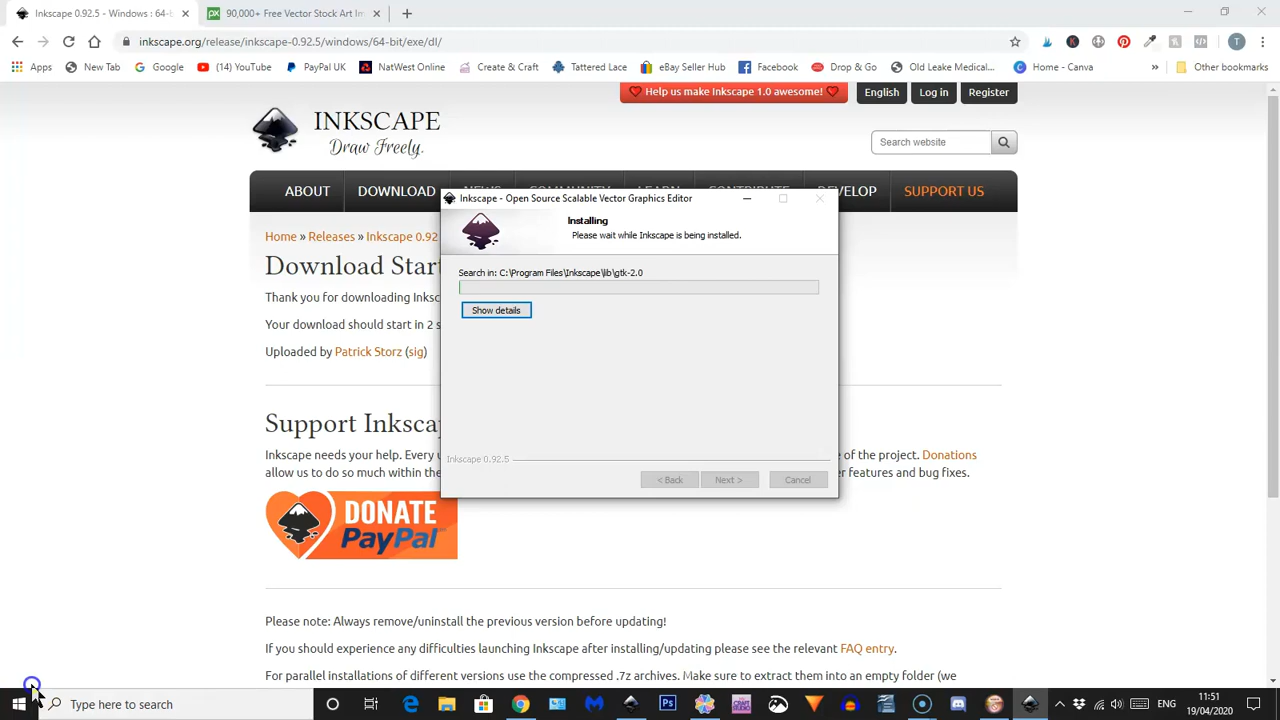 Inkscape 0.92.5 - Windows : 64-b
90,000+ Free Vector Stock Art Im
inkscape.org/release/inkscape-0.92.5/windows/64-bit/exe/dl/
Apps
New Tab
Google
(14) YouTube
PayPal UK
NatWest Online
Create & Craft
Tattered Lace
eBay Seller Hub
Facebook
Drop & Go
Old Leake Medical...
Home - Canva
»
Other bookmarks
Help us make Inkscape 1.0 awesome!
English
Log in
Register
INKSCAPE
Draw Freely.
Search website
ABOUT
DOWNLOAD
NEWS
COMMUNITY
LEARN
CONTRIBUTE
DEVELOP
SUPPORT US
Inkscape - Open Source Scalable Vector Graphics Editor
Installing
Please wait while Inkscape is being installed.
Search in: C:\Program Files\Inkscape\lib\gtk-2.0
Show details
Inkscape 0.92.5
< Back
Next >
Cancel
Home » Releases » Inkscape 0.92
Download Start
Thank you for downloading Inksc
Your download should start in 2 s
Uploaded by Patrick Storz (sig)
Support Inksca
Inkscape needs your help. Every
e of the project. Donations
allow us to do so much within the
er features and bug fixes.
DONATE
PayPal
Please note: Always remove/uninstall the previous version before updating!
If you should experience any difficulties launching Inkscape after installing/updating please see the relevant FAQ entry.
For parallel installations of different versions use the compressed .7z archives. Make sure to extract them into an empty folder (we
Type here to search
Ps
ENG
11:51
19/04/2020